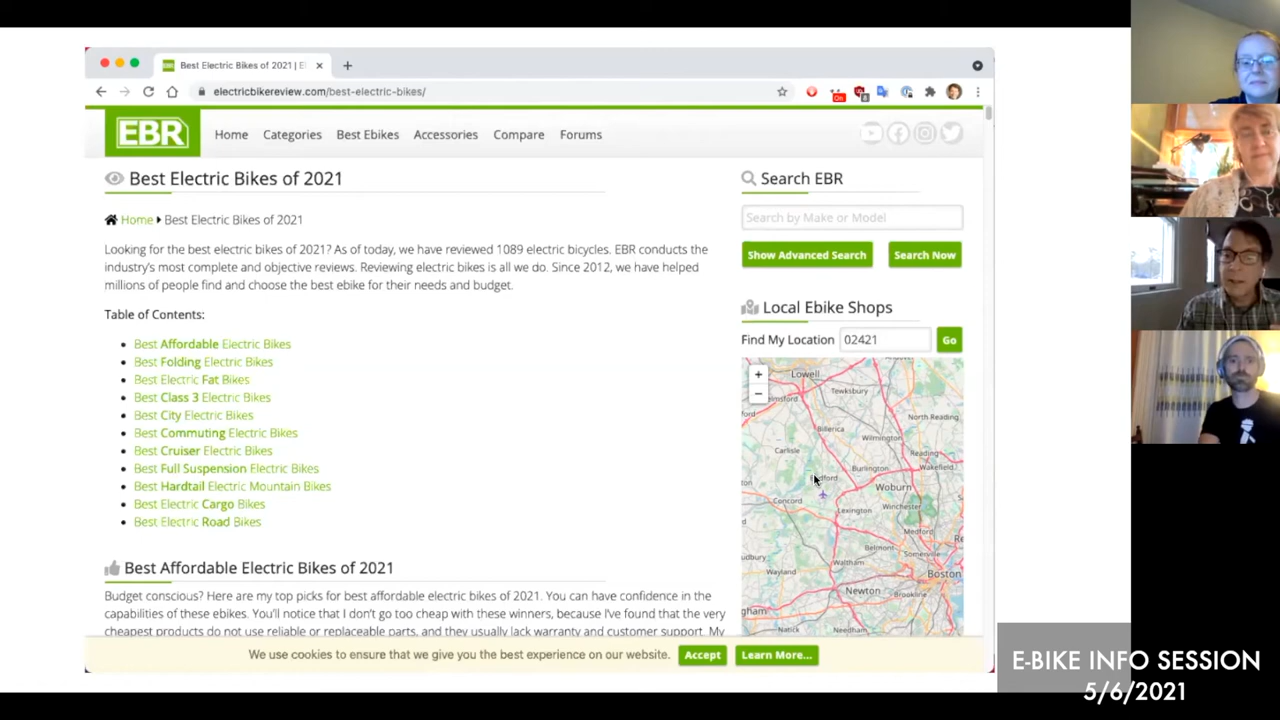 Best Electric Bikes of 2021 | E
electricbikereview.com/best-electric-bikes/
EBR
Home Categories Best Ebikes Accessories Compare Forums
Best Electric Bikes of 2021
Home Best Electric Bikes of 2021
Looking for the best electric bikes of 2021? As of today, we have reviewed 1089 electric bicycles. EBR conducts the
industry's most complete and objective reviews. Reviewing electric bikes is all we do. Since 2012, we have helped
millions of people find and choose the best ebike for their needs and budget.
Table of Contents:
Best Affordable Electric Bikes
Best Folding Electric Bikes
Best Electric Fat Bikes
Best Class 3 Electric Bikes
Best City Electric Bikes
Best Commuting Electric Bikes
Best Cruiser Electric Bikes
Best Full Suspension Electric Bikes
Best Hardtail Electric Mountain Bikes
Best Electric Cargo Bikes
Best Electric Road Bikes
Best Affordable Electric Bikes of 2021
Budget conscious? Here are my top picks for best affordable electric bikes of 2021. You can have confidence in the
capabilities of these ebikes. You'll notice that I don't go too cheap with these winners, because I've found that the very
cheapest products do not use reliable or replaceable parts, and they usually lack warranty and customer support. My
Search EBR
Search by Make or Model
Show Advanced Search Search Now
Local Ebike Shops
Find My Location 02421 Go
+
−
Lowell
Tewksbury
North Reading
Billerica
Wilmington
Carlisle
Reading
Burlington Wakefield
Woburn
Concord
Lexington
Winchester
Medford
Belmont
Somerville
Waltham
Wayland
Boston
Newton
Brookline
Natick
Needham
We use cookies to ensure that we give you the best experience on our website. Accept Learn More...
E-BIKE INFO SESSION
5/6/2021